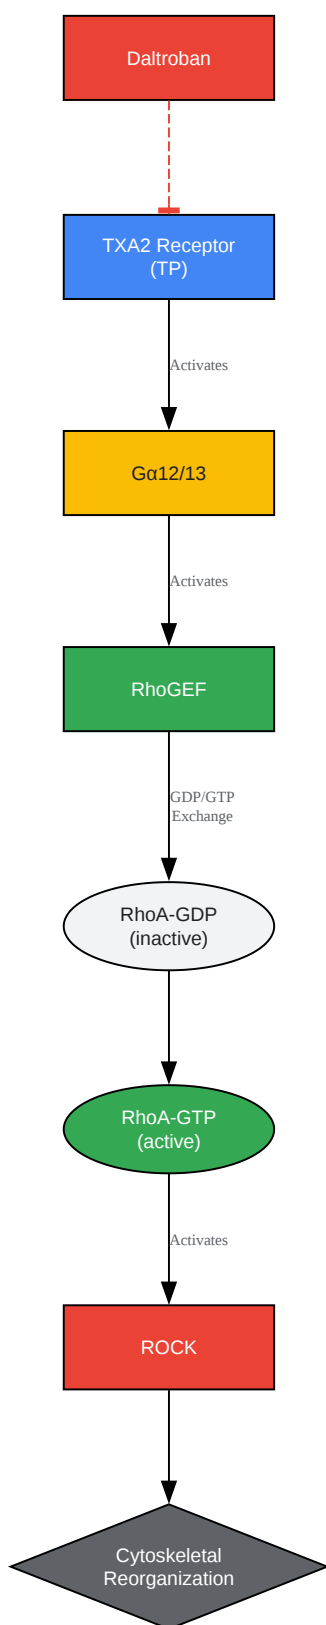 Daltroban
TXA2 Receptor
(TP)
Activates
Gα12/13
Activates
RhoGEF
GDP/GTP
Exchange
RhoA-GDP
(inactive)
RhoA-GTP
(active)
Activates
ROCK
Cytoskeletal
Reorganization